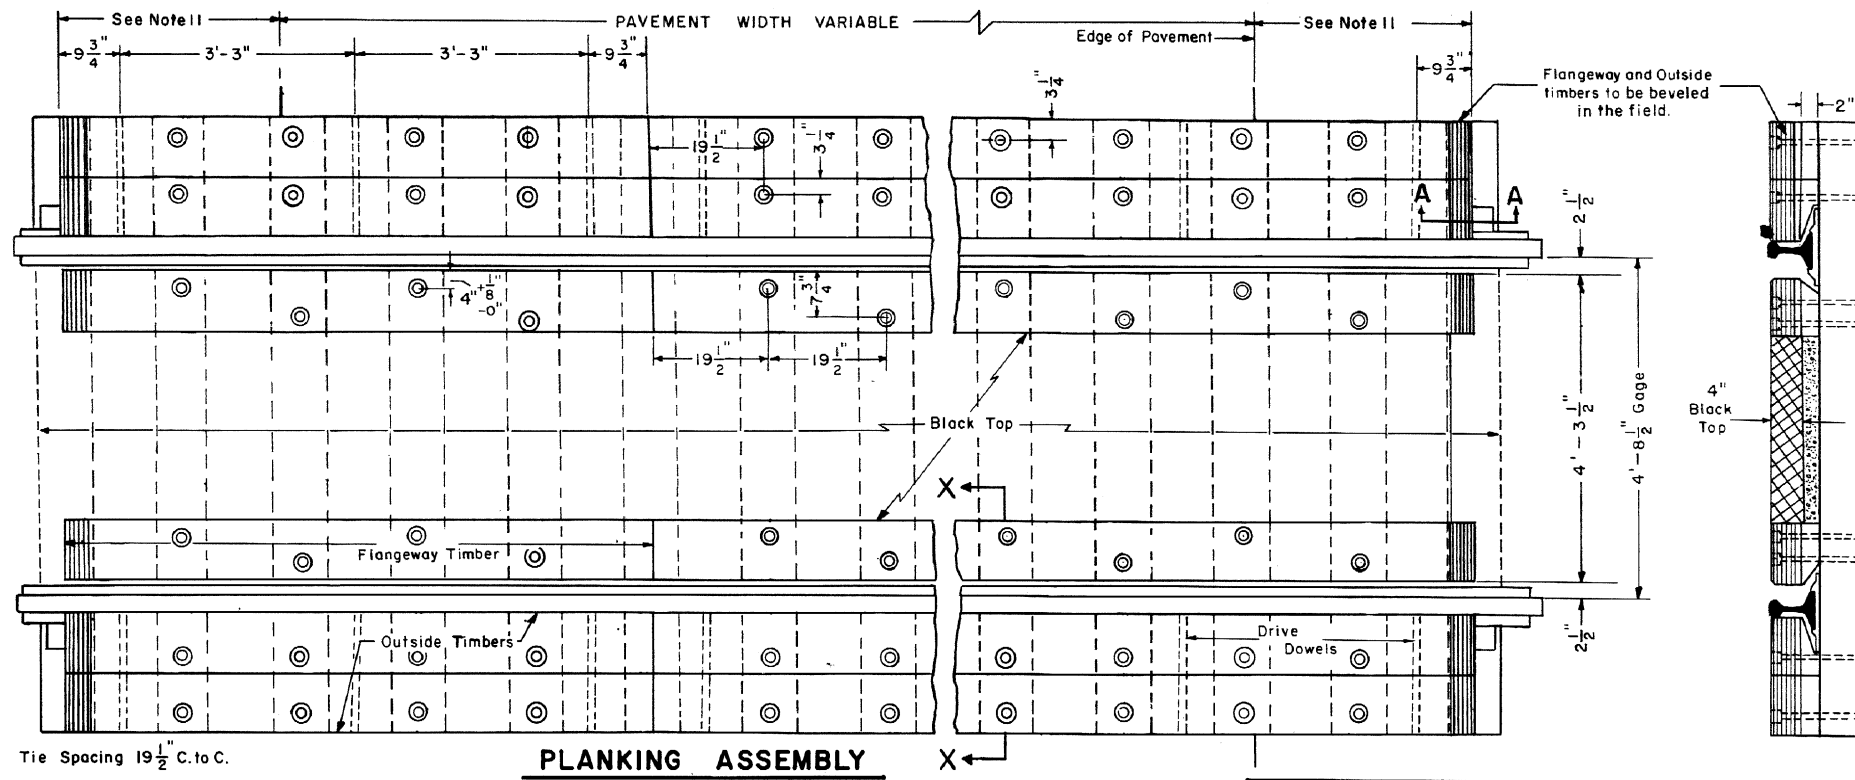 See Note 11
PAVEMENT WIDTH VARIABLE
See Note 11
Edge of Pavement
9 3/4"
3'-3"
3'-3"
9 3/4"
3 1/4"
9 3/4"
Flangeway and Outside
timbers to be beveled
in the field.
2"
19 1/2"
3 1/4"
A A
2 1/2"
4" +1/8" -0"
7 3/4"
19 1/2"
19 1/2"
Black Top
4'-3 1/2"
4'-8 1/2" Gage
4"
Black
Top
X
Flangeway Timber
Outside Timbers
Drive
Dowels
2 1/2"
Tie Spacing 19 1/2" C. to C.
PLANKING ASSEMBLY
X